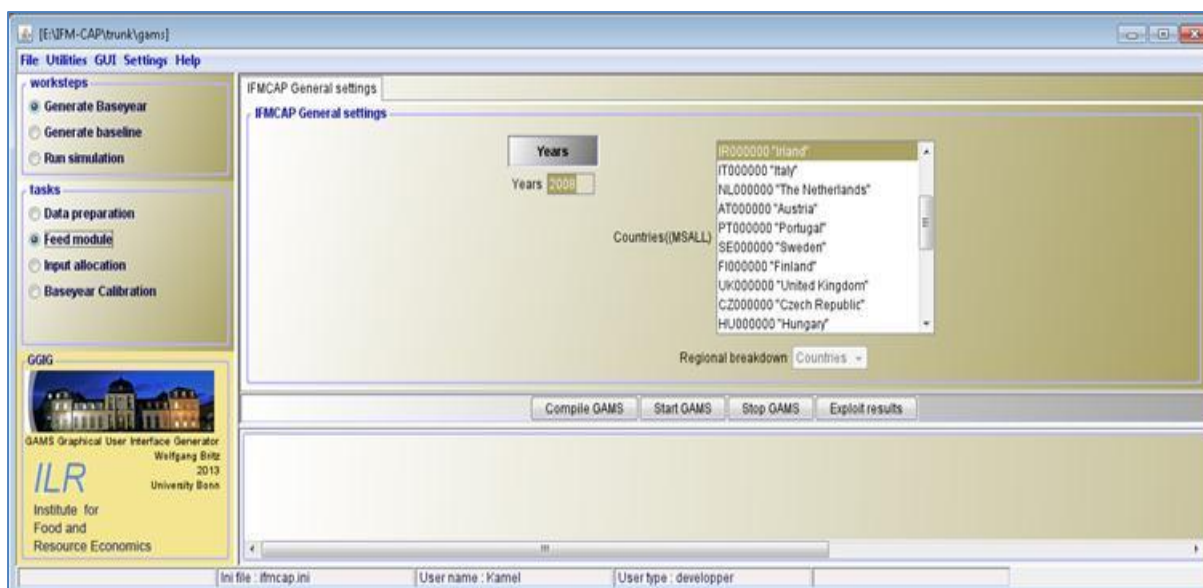 [E:\IFM-CAP\trunk\gams]
File Utilities GUI Settings Help
worksteps
Generate Baseyear
Generate baseline
Run simulation
tasks
Data preparation
Feed module
Input allocation
Baseyear Calibration
GGIG
GAMS Graphical User Interface Generator
Wolfgang Britz
2013
University Bonn
ILR
Institute for
Food and
Resource Economics
IFMCAP General settings
IFMCAP General settings
Years
Years 2008
Countries((MSALL)
IR000000 "Irland"
IT000000 "Italy"
NL000000 "The Netherlands"
AT000000 "Austria"
PT000000 "Portugal"
SE000000 "Sweden"
FI000000 "Finland"
UK000000 "United Kingdom"
CZ000000 "Czech Republic"
HU000000 "Hungary"
Regional breakdown Countries
Compile GAMS Start GAMS Stop GAMS Exploit results
Ini file : ifmcap.ini User name : Kamel User type : developper